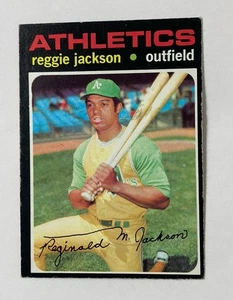 ATHLETICS
reggie jackson • outfield
A's
Reginald M. Jackson